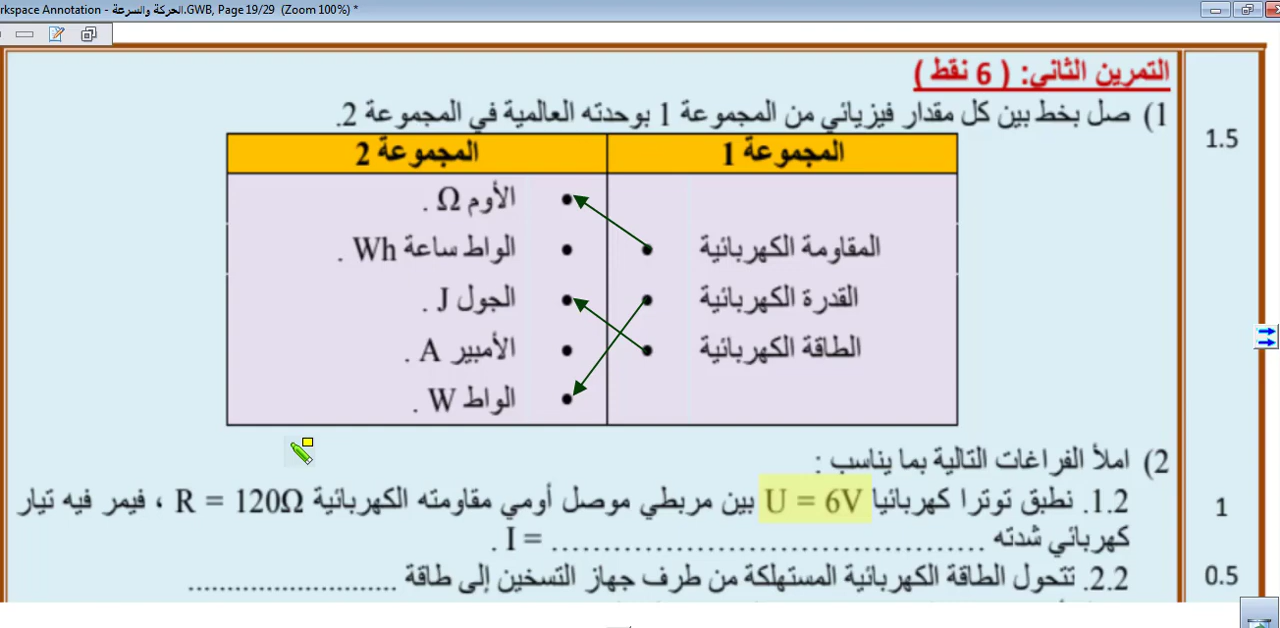 rkspace Annotation - الحركة والسرعة.GWB, Page 19/29 (Zoom 100%) *
التمرين الثاني: ( 6 نقط )
1) صل بخط بين كل مقدار فيزيائي من المجموعة 1 بوحدته العالمية في المجموعة 2.
1.5
المجموعة 1
المجموعة 2
الأوم Ω .
المقاومة الكهربائية
الواط ساعة Wh .
القدرة الكهربائية
الجول J .
الطاقة الكهربائية
الأمبير A .
الواط W .
2) املأ الفراغات التالية بما يناسب :
1.2. نطبق توترا كهربائيا U = 6V بين مربطي موصل أومي مقاومته الكهربائية R = 120Ω ، فيمر فيه تيار
1
كهربائي شدته ........................................ = I .
2.2. تتحول الطاقة الكهربائية المستهلكة من طرف جهاز التسخين إلى طاقة ............................
0.5